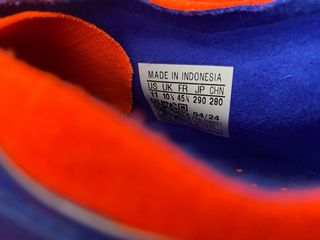 MADE IN INDONESIA
US UK FR JP CHN
11 10½ 45⅓ 290 280
04/24